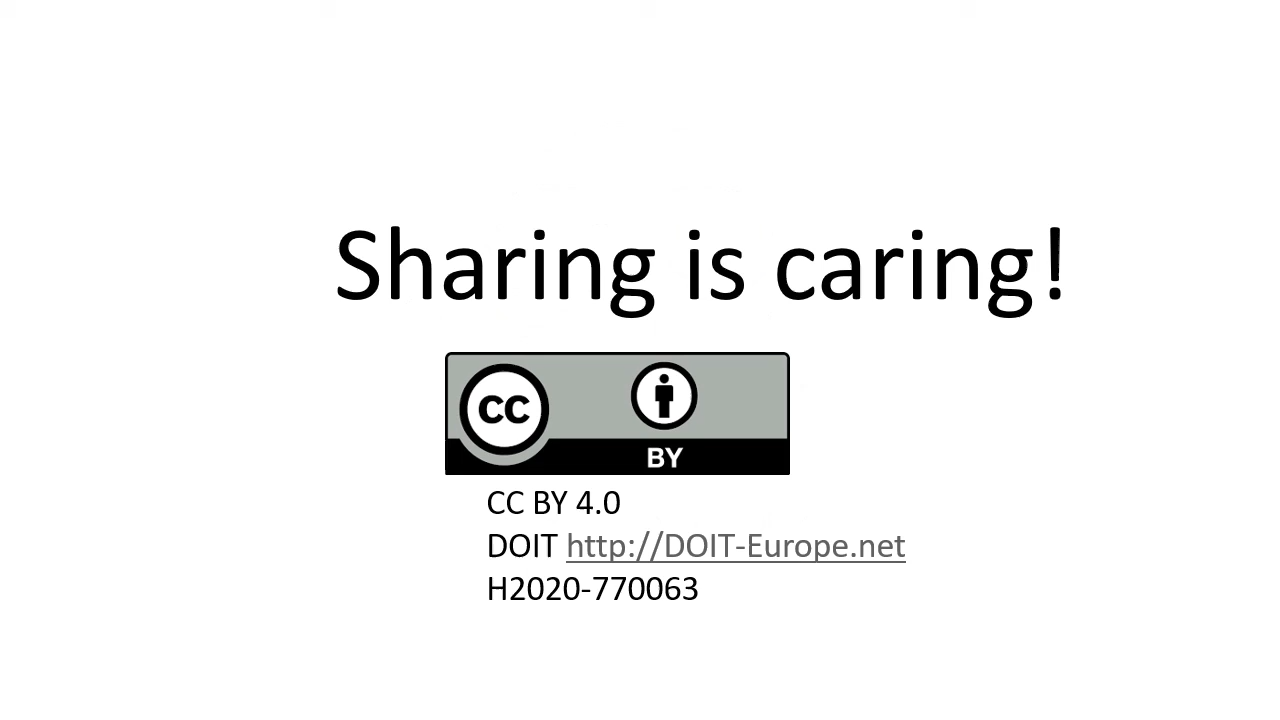 Sharing is caring!
CC
BY
CC BY 4.0
DOIT http://DOIT-Europe.net
H2020-770063